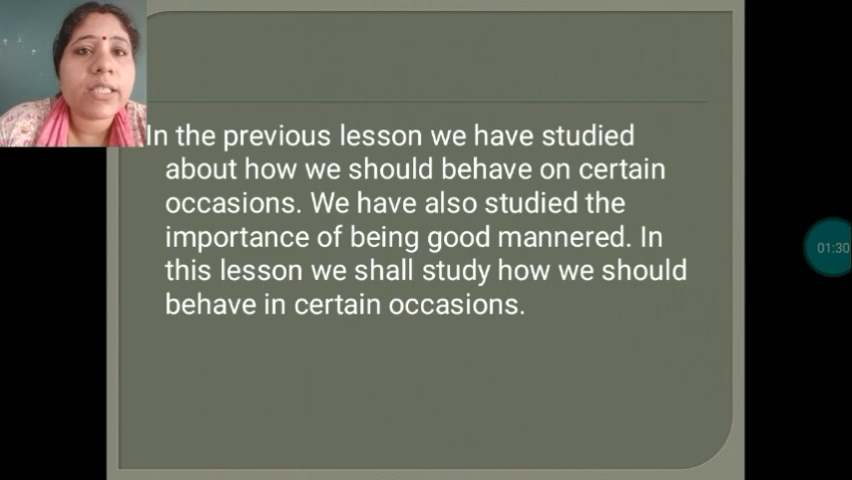 In the previous lesson we have studied
about how we should behave on certain
occasions. We have also studied the
importance of being good mannered. In
this lesson we shall study how we should
behave in certain occasions.
01:30